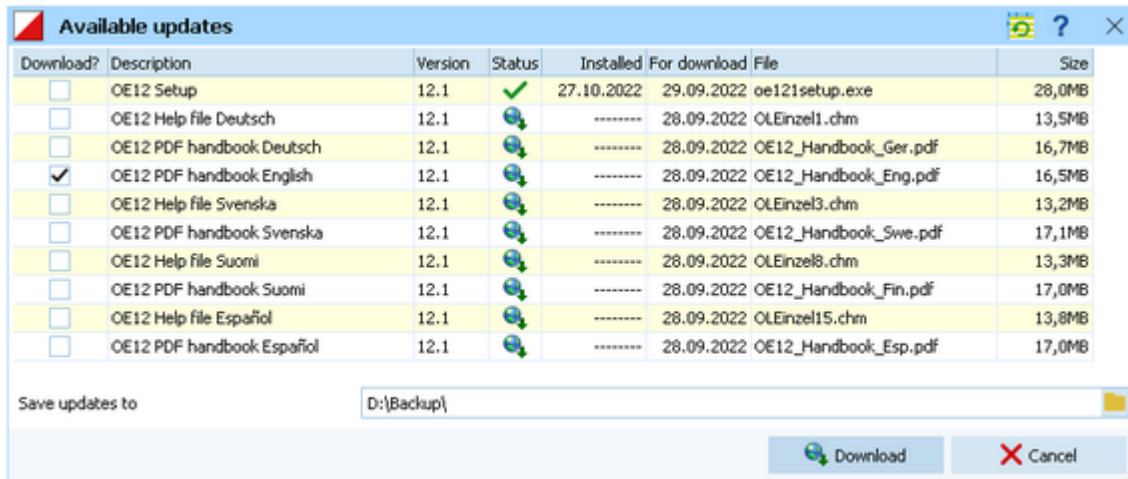 Available updates ?
Download? Description Version Status Installed For download File Size
OE12 Setup 12.1 27.10.2022 29.09.2022 oe121setup.exe 28,0MB
OE12 Help file Deutsch 12.1 -------- 28.09.2022 OLEinzel1.chm 13,5MB
OE12 PDF handbook Deutsch 12.1 -------- 28.09.2022 OE12_Handbook_Ger.pdf 16,7MB
OE12 PDF handbook English 12.1 -------- 28.09.2022 OE12_Handbook_Eng.pdf 16,5MB
OE12 Help file Svenska 12.1 -------- 28.09.2022 OLEinzel3.chm 13,2MB
OE12 PDF handbook Svenska 12.1 -------- 28.09.2022 OE12_Handbook_Swe.pdf 17,1MB
OE12 Help file Suomi 12.1 -------- 28.09.2022 OLEinzel8.chm 13,3MB
OE12 PDF handbook Suomi 12.1 -------- 28.09.2022 OE12_Handbook_Fin.pdf 17,0MB
OE12 Help file Español 12.1 -------- 28.09.2022 OLEinzel15.chm 13,8MB
OE12 PDF handbook Español 12.1 -------- 28.09.2022 OE12_Handbook_Esp.pdf 17,0MB
Save updates to D:\Backup\
Download Cancel